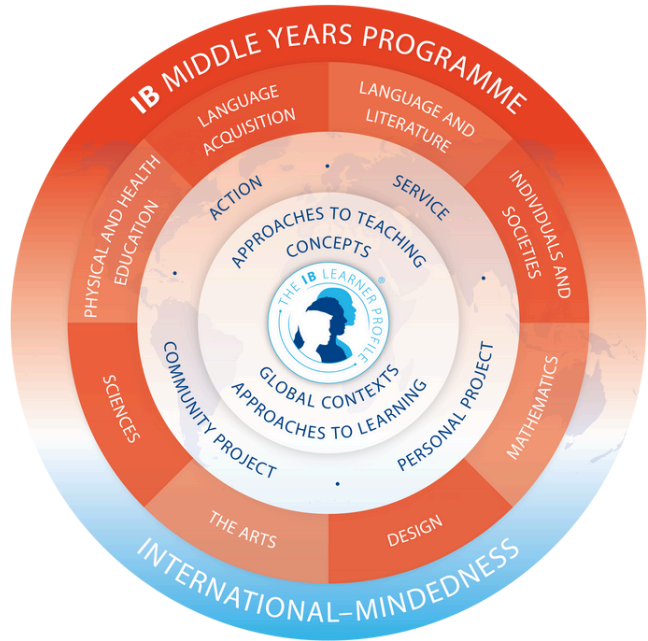 IB MIDDLE YEARS PROGRAMME
LANGUAGE
ACQUISITION
LANGUAGE AND
LITERATURE
INDIVIDUALS AND
SOCIETIES
MATHEMATICS
DESIGN
THE ARTS
SCIENCES
PHYSICAL AND HEALTH
EDUCATION
ACTION
SERVICE
PERSONAL PROJECT
COMMUNITY PROJECT
APPROACHES TO TEACHING
CONCEPTS
THE IB LEARNER PROFILE®
GLOBAL CONTEXTS
APPROACHES TO LEARNING
INTERNATIONAL–MINDEDNESS